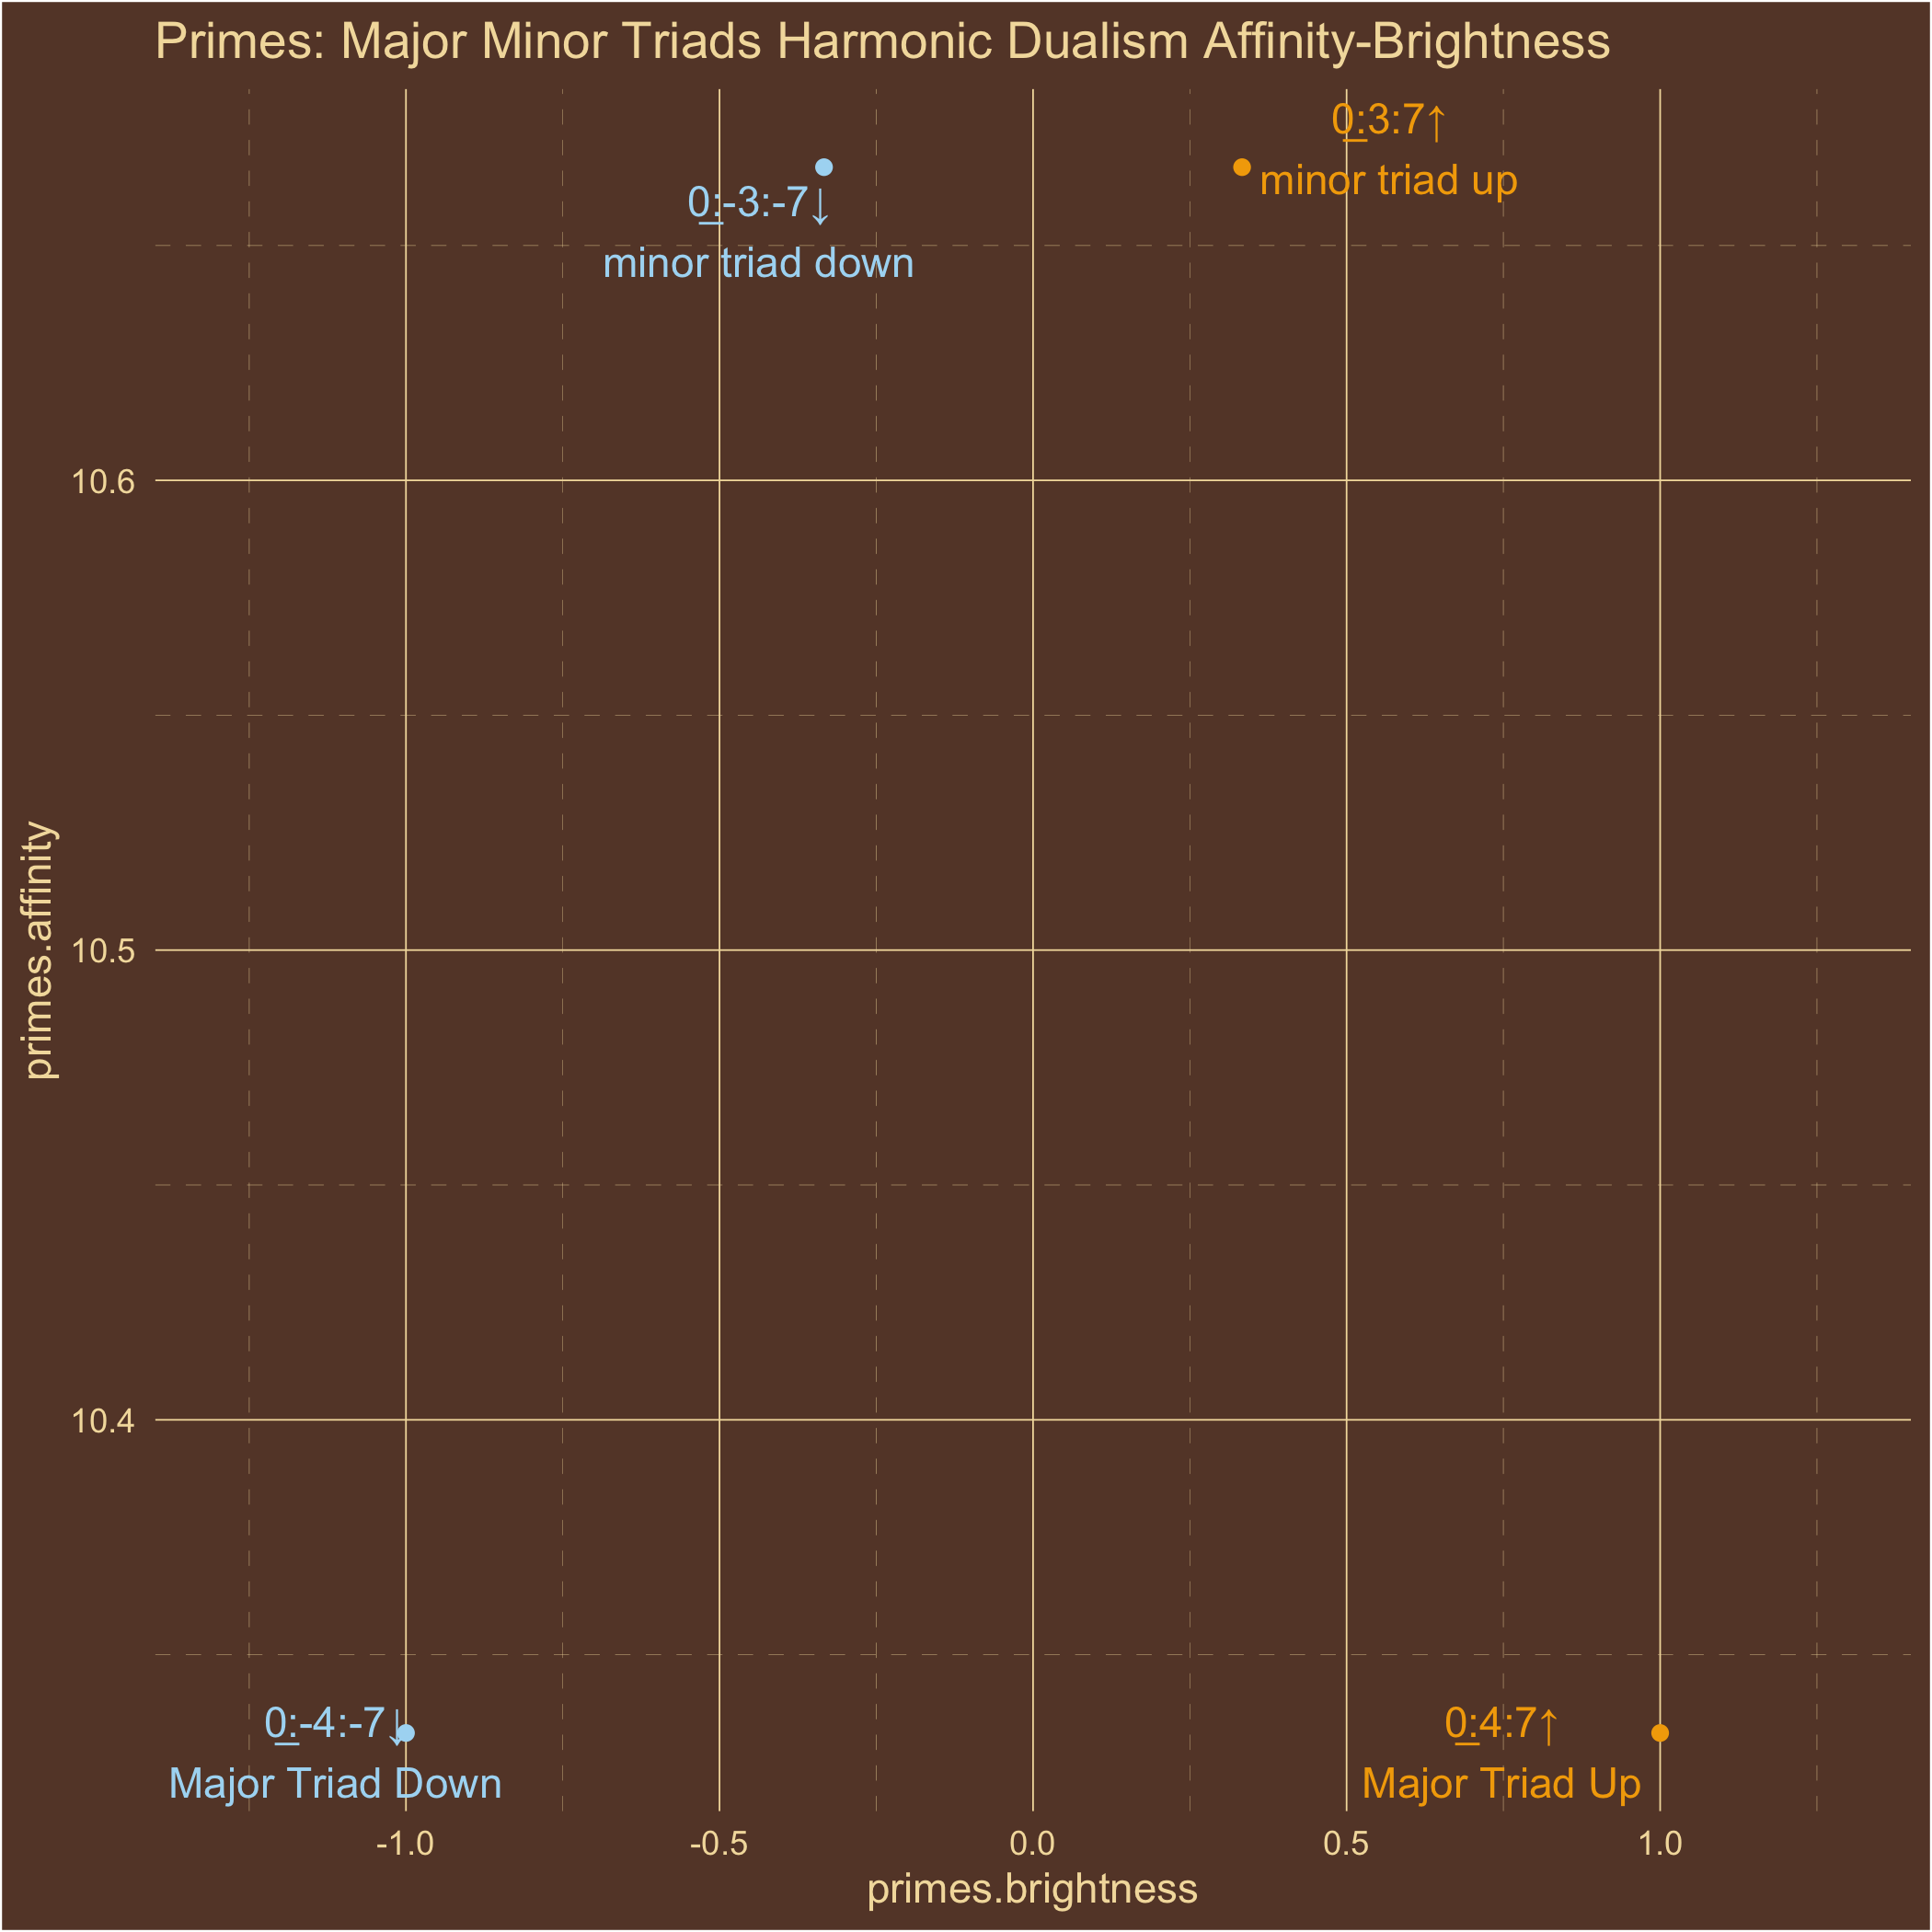 Primes: Major Minor Triads Harmonic Dualism Affinity-Brightness
0:3:7↑
minor triad up
0:-3:-7↓
minor triad down
10.6
10.5
10.4
primes.affinity
0:-4:-7↓
Major Triad Down
0:4:7↑
Major Triad Up
-1.0 -0.5 0.0 0.5 1.0
primes.brightness